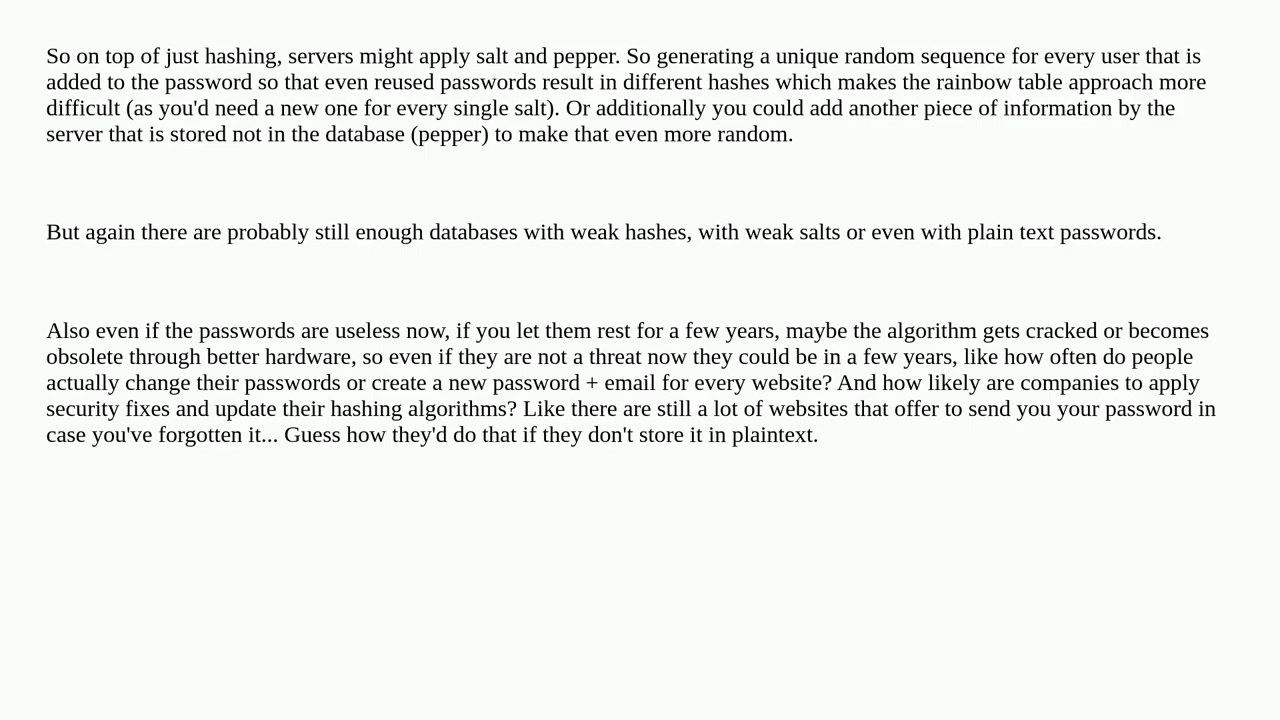 So on top of just hashing, servers might apply salt and pepper. So generating a unique random sequence for every user that is
added to the password so that even reused passwords result in different hashes which makes the rainbow table approach more
difficult (as you'd need a new one for every single salt). Or additionally you could add another piece of information by the
server that is stored not in the database (pepper) to make that even more random.
But again there are probably still enough databases with weak hashes, with weak salts or even with plain text passwords.
Also even if the passwords are useless now, if you let them rest for a few years, maybe the algorithm gets cracked or becomes
obsolete through better hardware, so even if they are not a threat now they could be in a few years, like how often do people
actually change their passwords or create a new password + email for every website? And how likely are companies to apply
security fixes and update their hashing algorithms? Like there are still a lot of websites that offer to send you your password in
case you've forgotten it... Guess how they'd do that if they don't store it in plaintext.